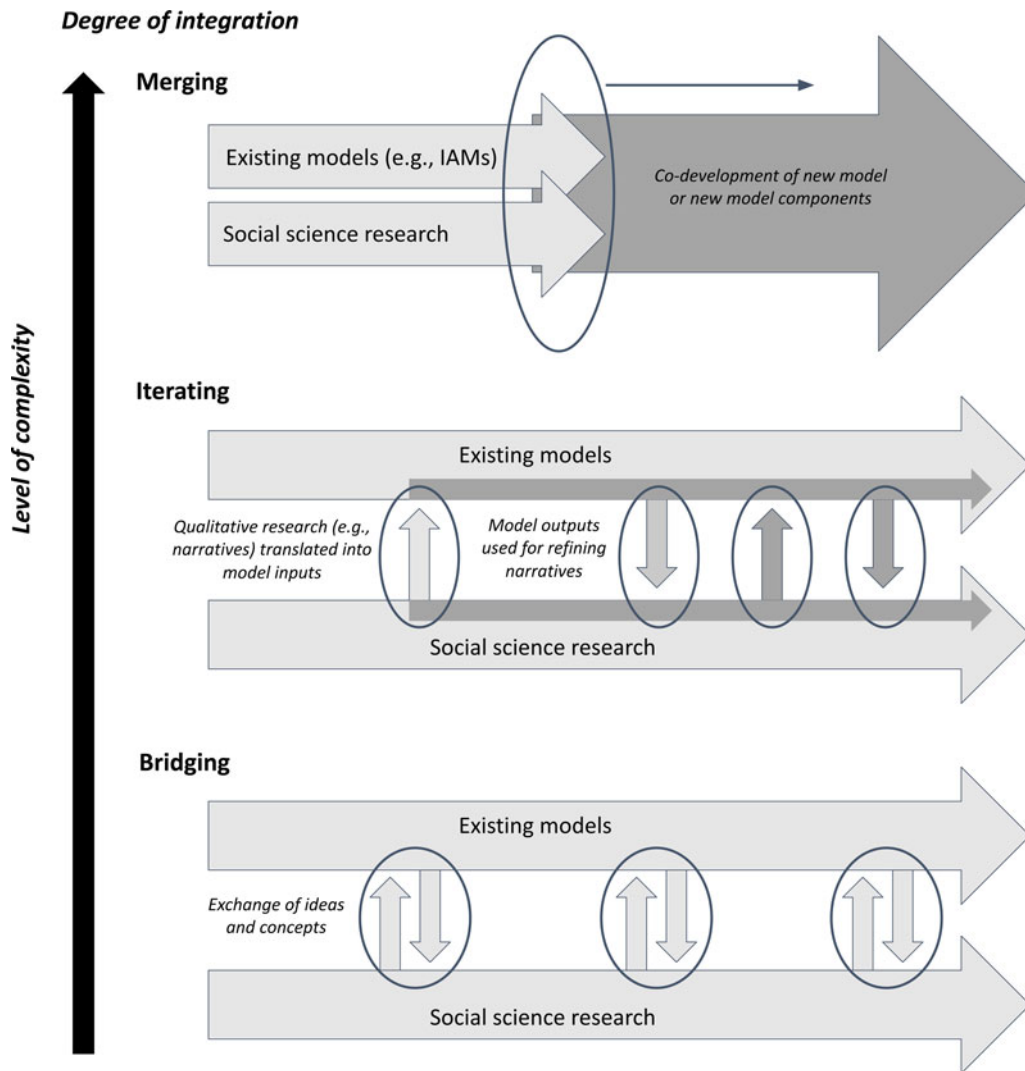 Degree of integration
Level of complexity
Merging
Existing models (e.g., IAMs)
Social science research
Co-development of new model
or new model components
Iterating
Existing models
Qualitative research (e.g.,
narratives) translated into
model inputs
Model outputs
used for refining
narratives
Social science research
Bridging
Existing models
Exchange of ideas
and concepts
Social science research